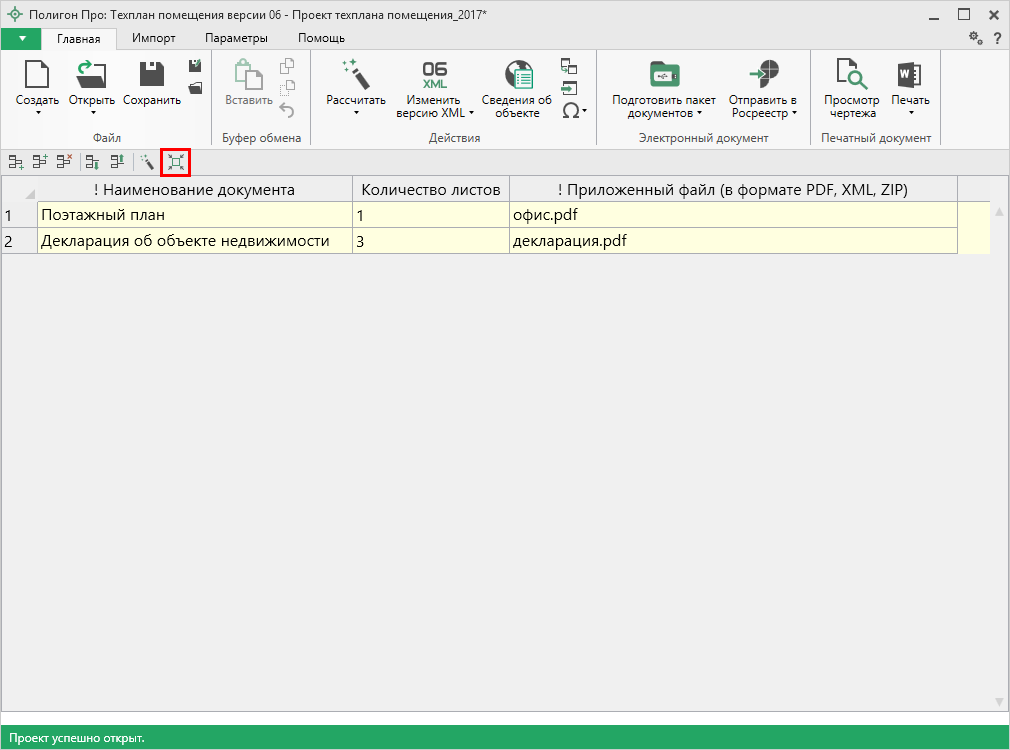 Полигон Про: Техплан помещения версии 06 - Проект техплана помещения_2017*
Главная Импорт Параметры Помощь ?
Создать Открыть Сохранить
Файл
Вставить
Буфер обмена
Рассчитать
06 XML
Изменить
версию XML
Сведения об
объекте
Ω
Действия
Подготовить пакет
документов
Отправить в
Росреестр
Электронный документ
Просмотр
чертежа
W
Печать
Печатный документ
! Наименование документа Количество листов ! Приложенный файл (в формате PDF, XML, ZIP)
1 Поэтажный план 1 офис.pdf
2 Декларация об объекте недвижимости 3 декларация.pdf
Проект успешно открыт.